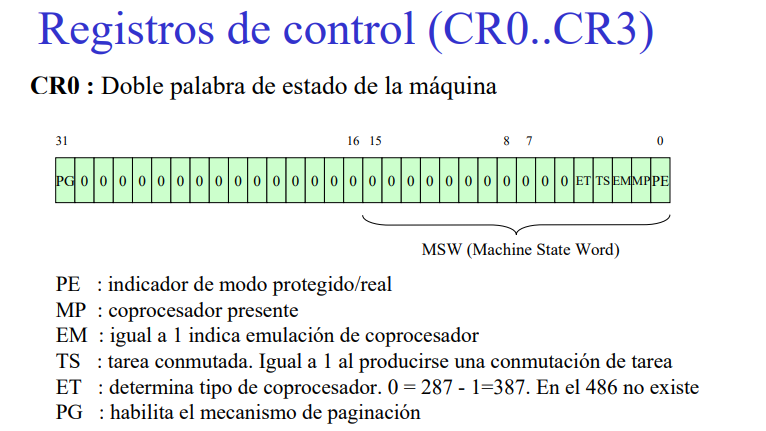 Registros de control (CR0..CR3)
CR0 : Doble palabra de estado de la máquina
31 16 15 8 7 0
PG 0 0 0 0 0 0 0 0 0 0 0 0 0 0 0 0 0 0 0 0 0 0 0 0 0 0 ET TS EM MP PE
MSW (Machine State Word)
PE : indicador de modo protegido/real
MP : coprocesador presente
EM : igual a 1 indica emulación de coprocesador
TS : tarea conmutada. Igual a 1 al producirse una conmutación de tarea
ET : determina tipo de coprocesador. 0 = 287 - 1=387. En el 486 no existe
PG : habilita el mecanismo de paginación